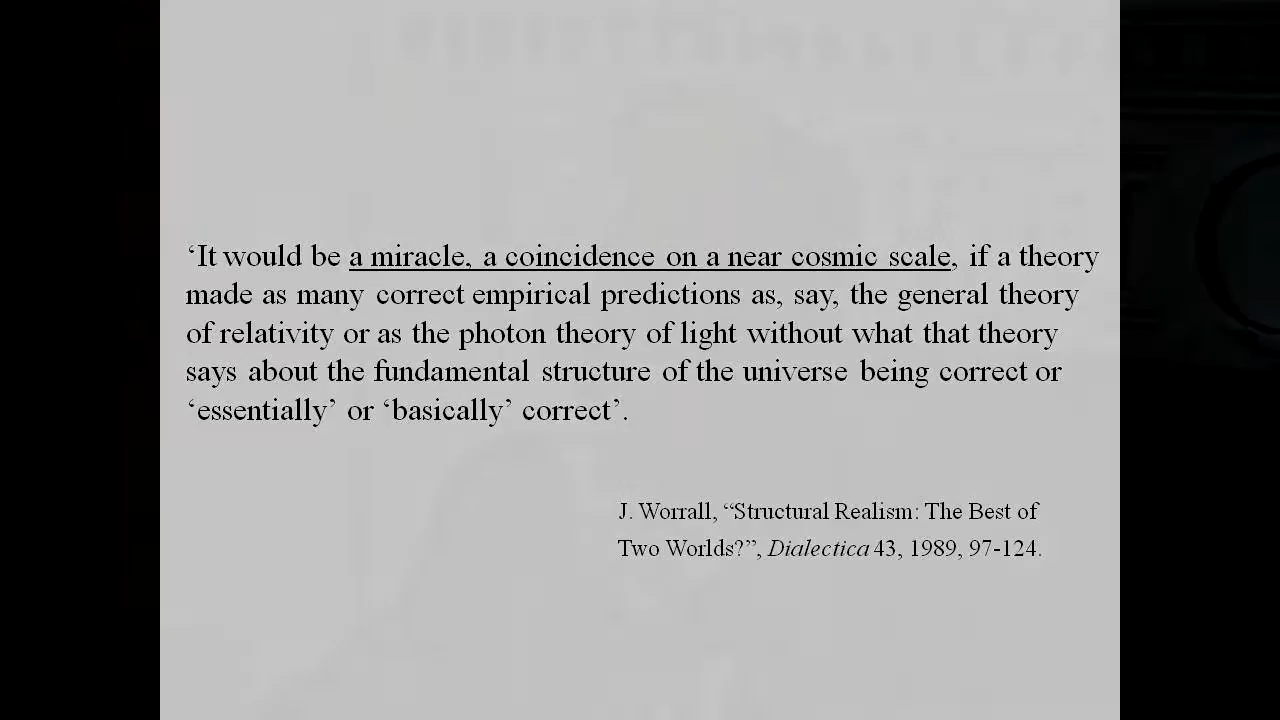 ‘It would be a miracle, a coincidence on a near cosmic scale, if a theory
made as many correct empirical predictions as, say, the general theory
of relativity or as the photon theory of light without what that theory
says about the fundamental structure of the universe being correct or
‘essentially’ or ‘basically’ correct’.
J. Worrall, “Structural Realism: The Best of
Two Worlds?”, Dialectica 43, 1989, 97-124.